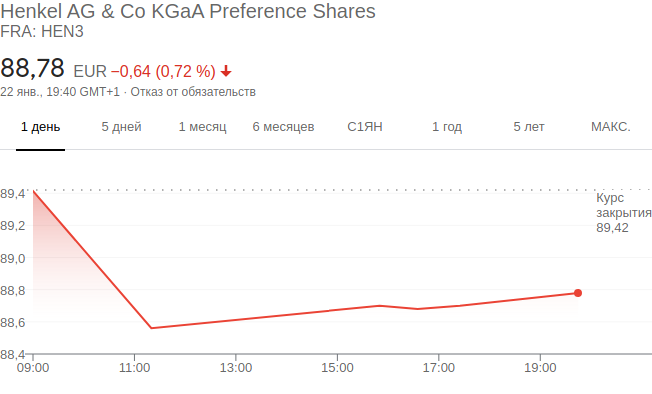 Henkel AG & Co KGaA Preference Shares
FRA: HEN3
88,78 EUR −0,64 (0,72 %)
22 янв., 19:40 GMT+1 · Отказ от обязательств
1 день 5 дней 1 месяц 6 месяцев С1ЯН 1 год 5 лет МАКС.
89,4
Курс
закрытия
89,2
89,42
89,0
88,8
88,6
88,4
09:00 11:00 13:00 15:00 17:00 19:00